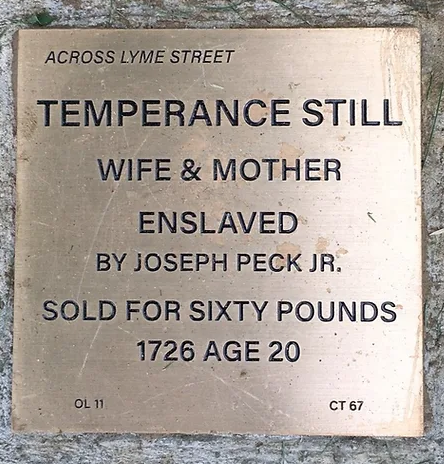 ACROSS LYME STREET
TEMPERANCE STILL
WIFE & MOTHER
ENSLAVED
BY JOSEPH PECK JR.
SOLD FOR SIXTY POUNDS
1726 AGE 20
OL 11 CT 67